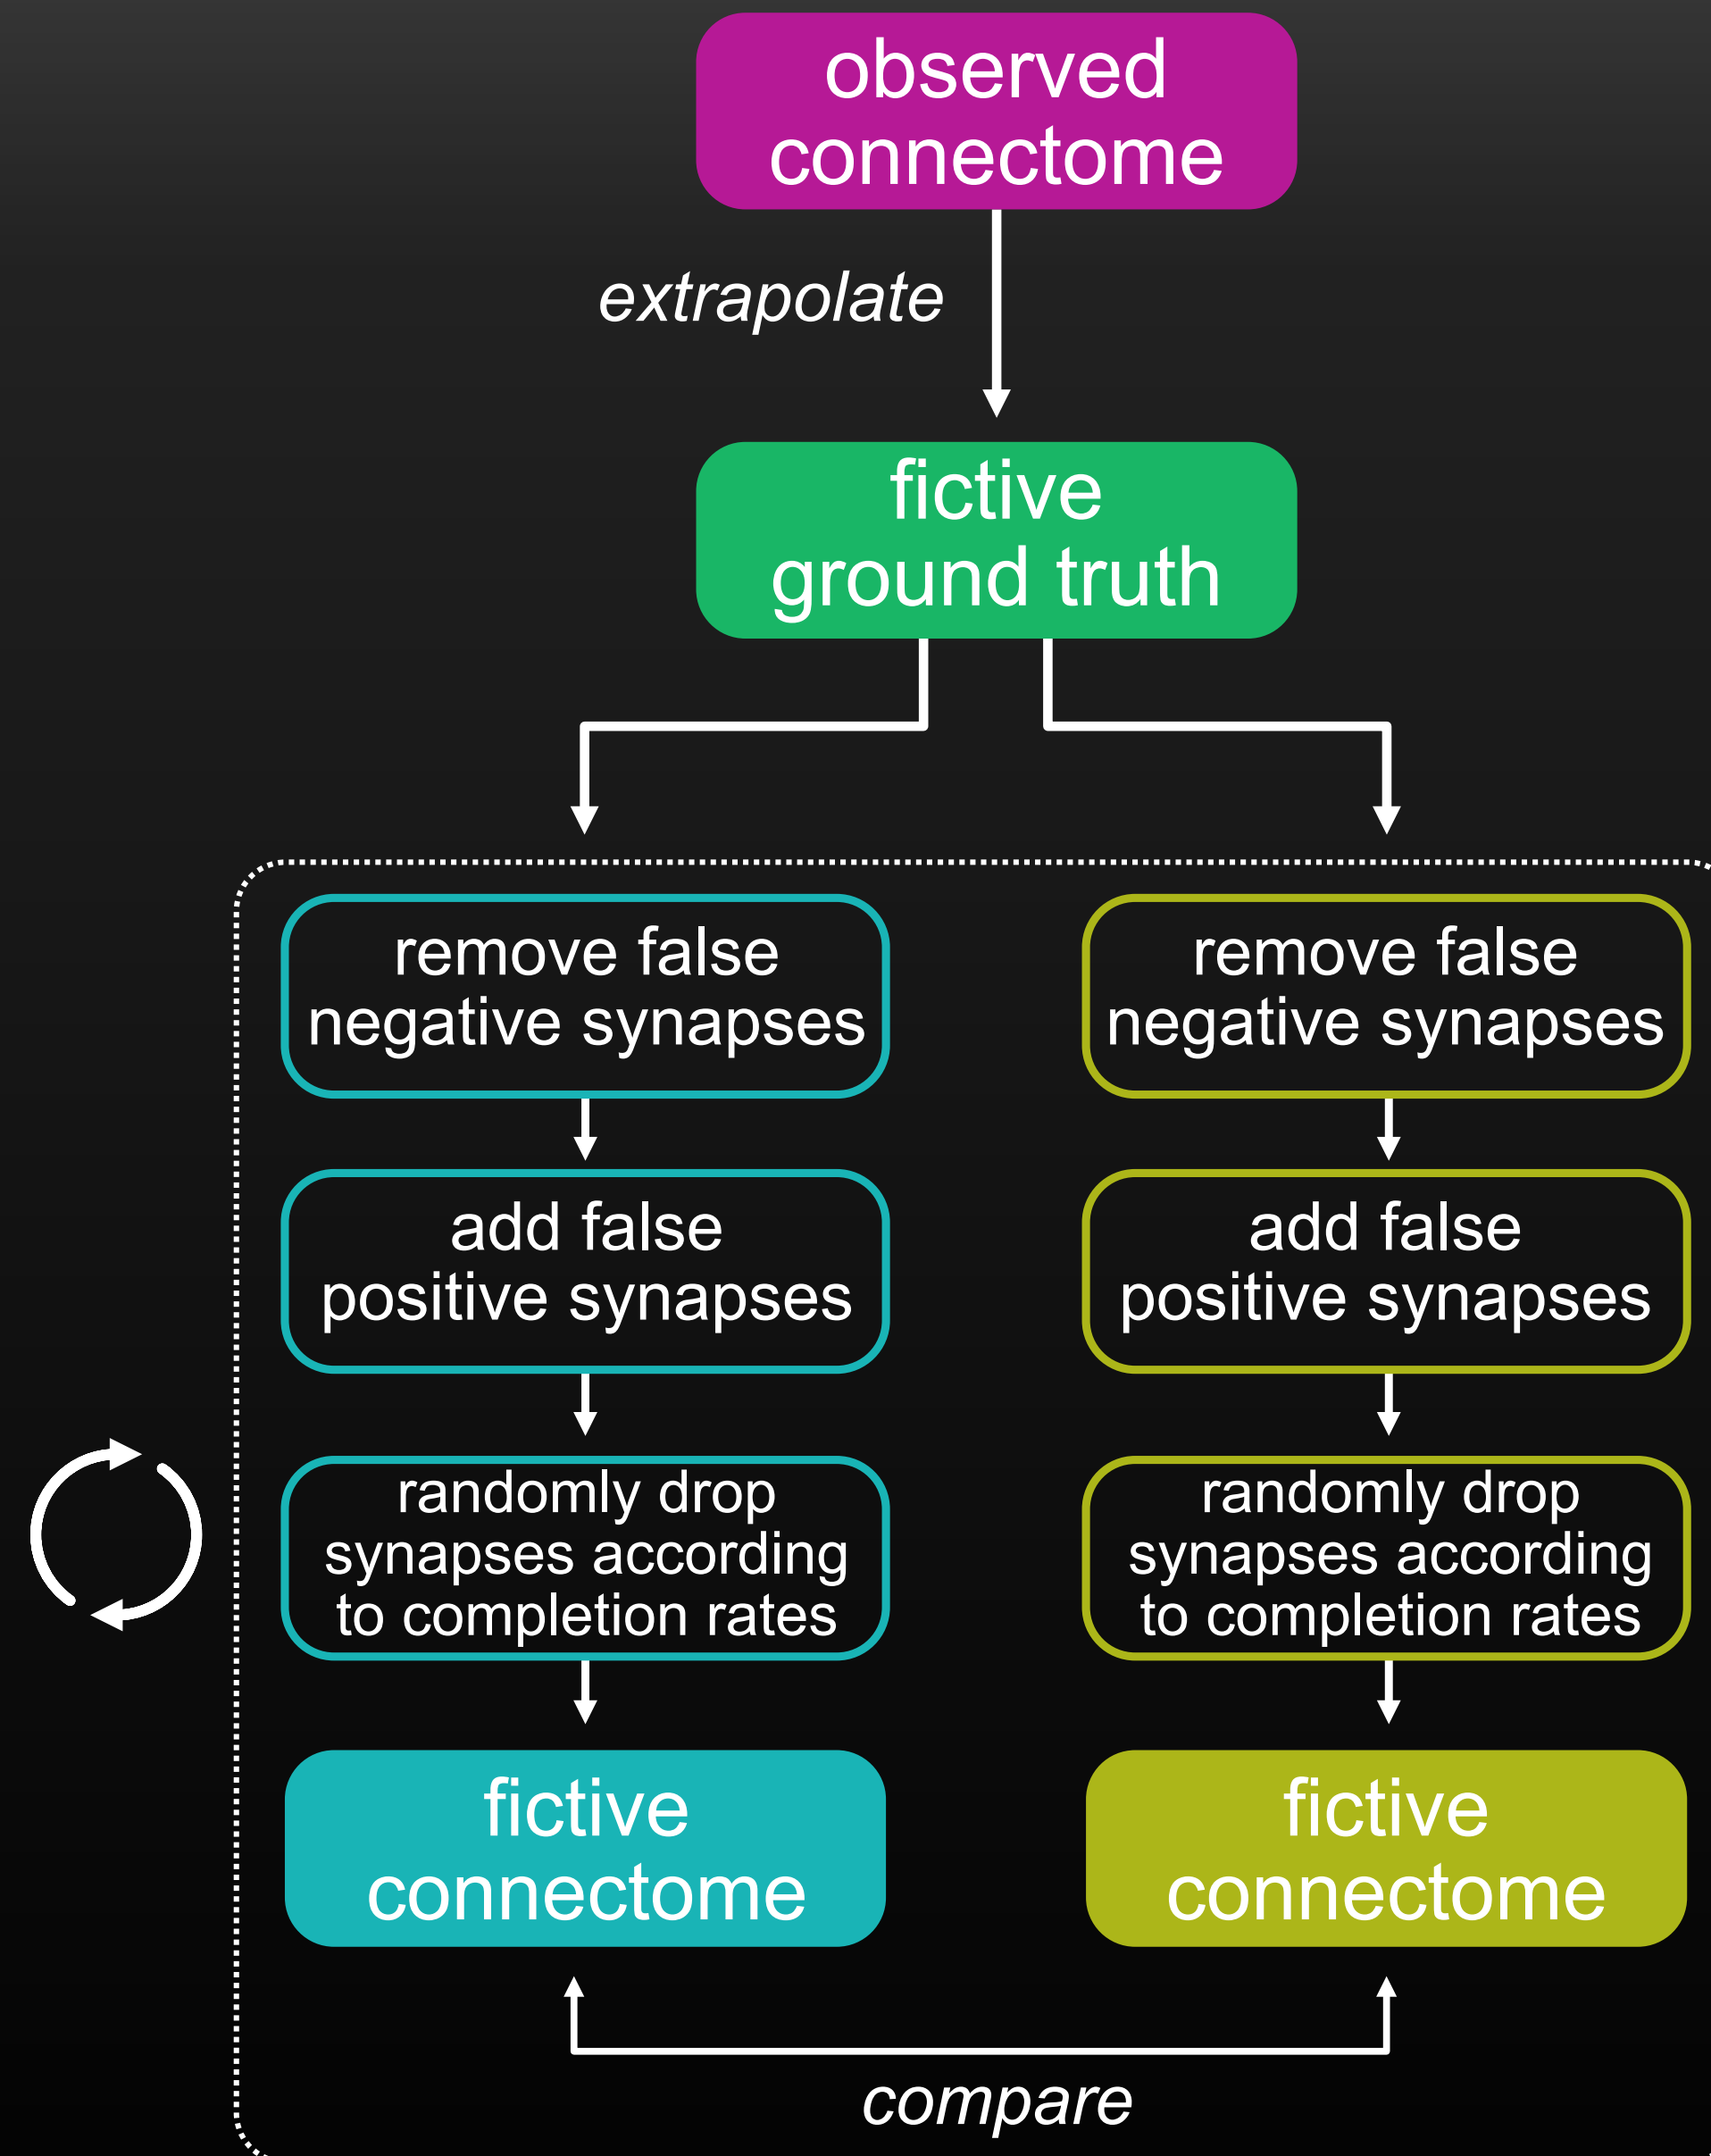 observed
connectome
extrapolate
fictive
ground truth
remove false
negative synapses
add false
positive synapses
randomly drop
synapses according
to completion rates
fictive
connectome
remove false
negative synapses
add false
positive synapses
randomly drop
synapses according
to completion rates
fictive
connectome
compare